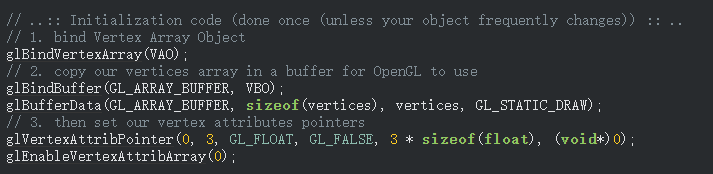 // ..:: Initialization code (done once (unless your object frequently changes)) :: ..
// 1. bind Vertex Array Object
glBindVertexArray(VAO);
// 2. copy our vertices array in a buffer for OpenGL to use
glBindBuffer(GL_ARRAY_BUFFER, VBO);
glBufferData(GL_ARRAY_BUFFER, sizeof(vertices), vertices, GL_STATIC_DRAW);
// 3. then set our vertex attributes pointers
glVertexAttribPointer(0, 3, GL_FLOAT, GL_FALSE, 3 * sizeof(float), (void*)0);
glEnableVertexAttribArray(0);